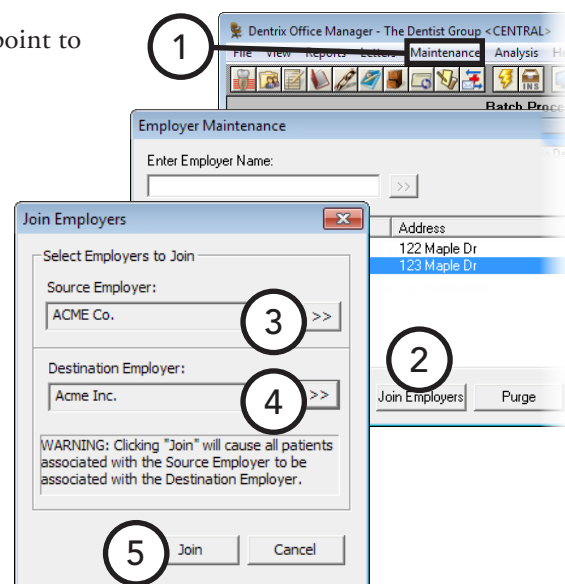 point to
1
Dentrix Office Manager - The Dentist Group <CENTRAL>
File View Reports Letters Maintenance Analysis
INS
Batch
Employer Maintenance
Enter Employer Name:
>>
Address
122 Maple Dr
123 Maple Dr
2
Join Employers Purge
Join Employers
Select Employers to Join
Source Employer:
ACME Co. 3 >>
Destination Employer:
Acme Inc. 4 >>
WARNING: Clicking "Join" will cause all patients
associated with the Source Employer to be
associated with the Destination Employer.
5 Join Cancel